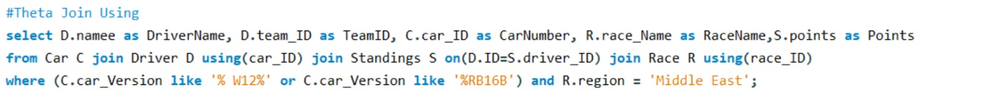 #Theta Join Using
select D.namee as DriverName, D.team_ID as TeamID, C.car_ID as CarNumber, R.race_Name as RaceName,S.points as Points
from Car C join Driver D using(car_ID) join Standings S on(D.ID=S.driver_ID) join Race R using(race_ID)
where (C.car_Version like '% W12%' or C.car_Version like '%RB16B') and R.region = 'Middle East';